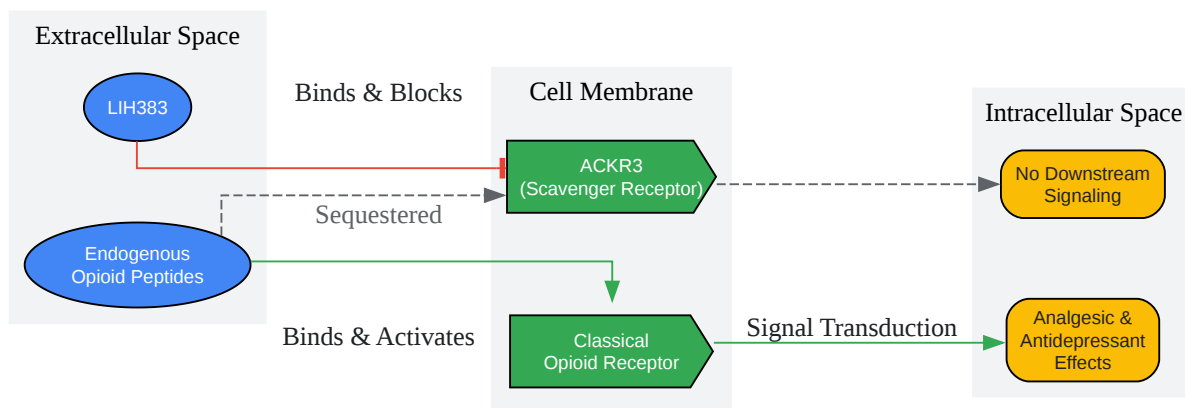 Extracellular Space
LIH383
Binds & Blocks
Cell Membrane
Intracellular Space
ACKR3
(Scavenger Receptor)
No Downstream
Signaling
Sequestered
Endogenous
Opioid Peptides
Binds & Activates
Classical
Opioid Receptor
Signal Transduction
Analgesic &
Antidepressant
Effects